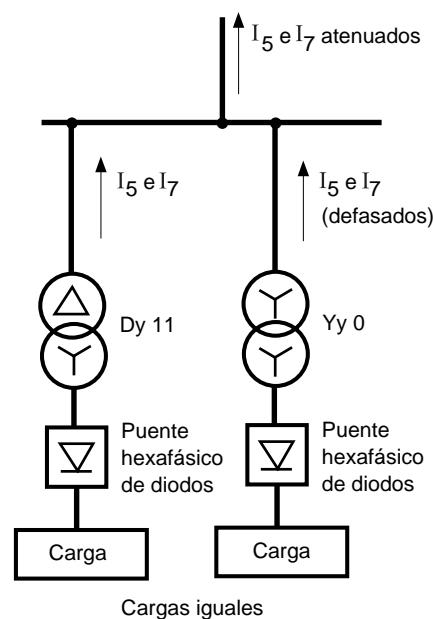 I5 e I7 atenuados
I5 e I7
I5 e I7
(defasados)
Dy 11
Yy 0
Puente
hexafásico
de diodos
Puente
hexafásico
de diodos
Carga
Carga
Cargas iguales